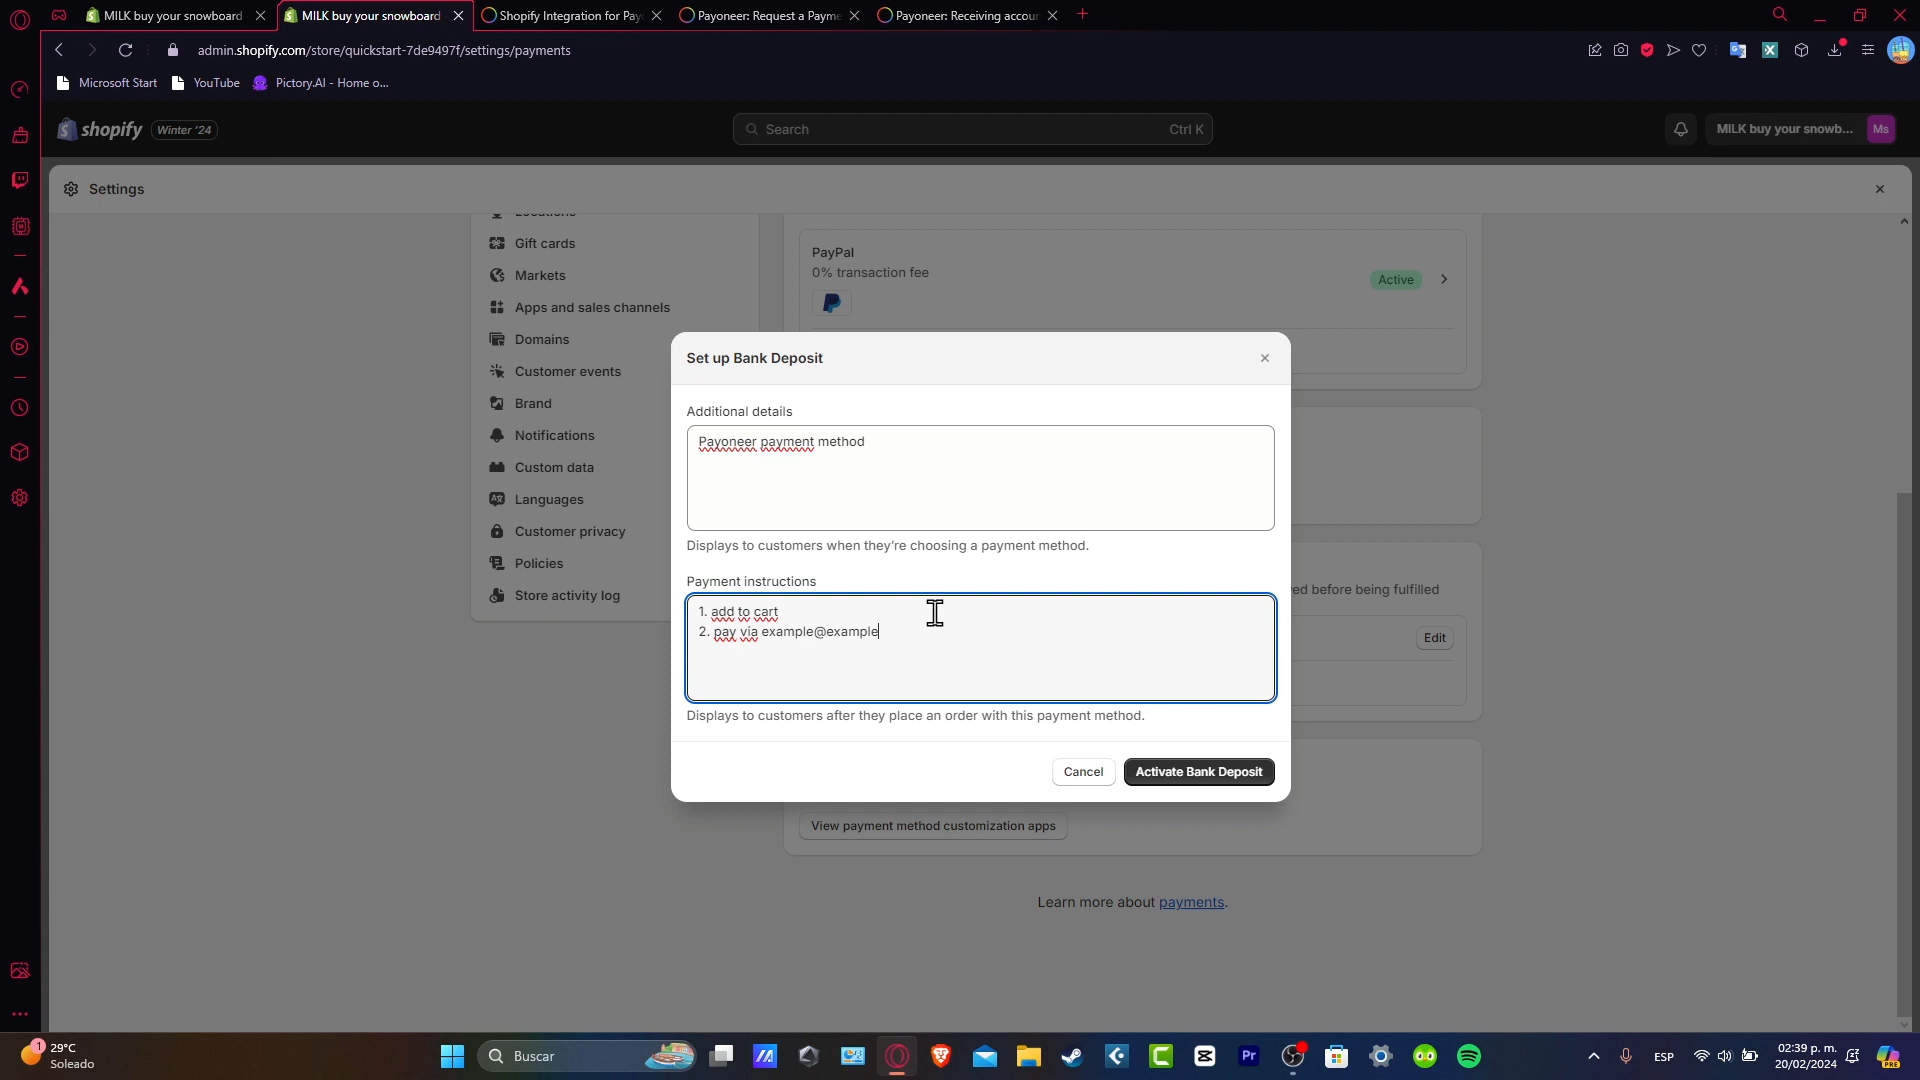 MILK buy your snowboard
MILK buy your snowboard
Shopify Integration for Pay
Payoneer: Request a Payme
Payoneer: Receiving accour
admin.shopify.com/store/quickstart-7de9497f/settings/payments
Microsoft Start
YouTube
Pictory.AI - Home o...
shopify
Winter '24
Search
Ctrl K
MILK buy your snowb...
Ms
Settings
Locations
Gift cards
Markets
Apps and sales channels
Domains
Customer events
Brand
Notifications
Custom data
Languages
Customer privacy
Policies
Store activity log
PayPal
0% transaction fee
Active
Set up Bank Deposit
Additional details
Payoneer payment method
Displays to customers when they're choosing a payment method.
Payment instructions
1. add to cart
2. pay via example@example
Displays to customers after they place an order with this payment method.
Cancel
Activate Bank Deposit
ed before being fulfilled
Edit
View payment method customization apps
Learn more about payments.
1
29°C
Soleado
Buscar
Pr
ESP
02:39 p. m.
20/02/2024
PRE